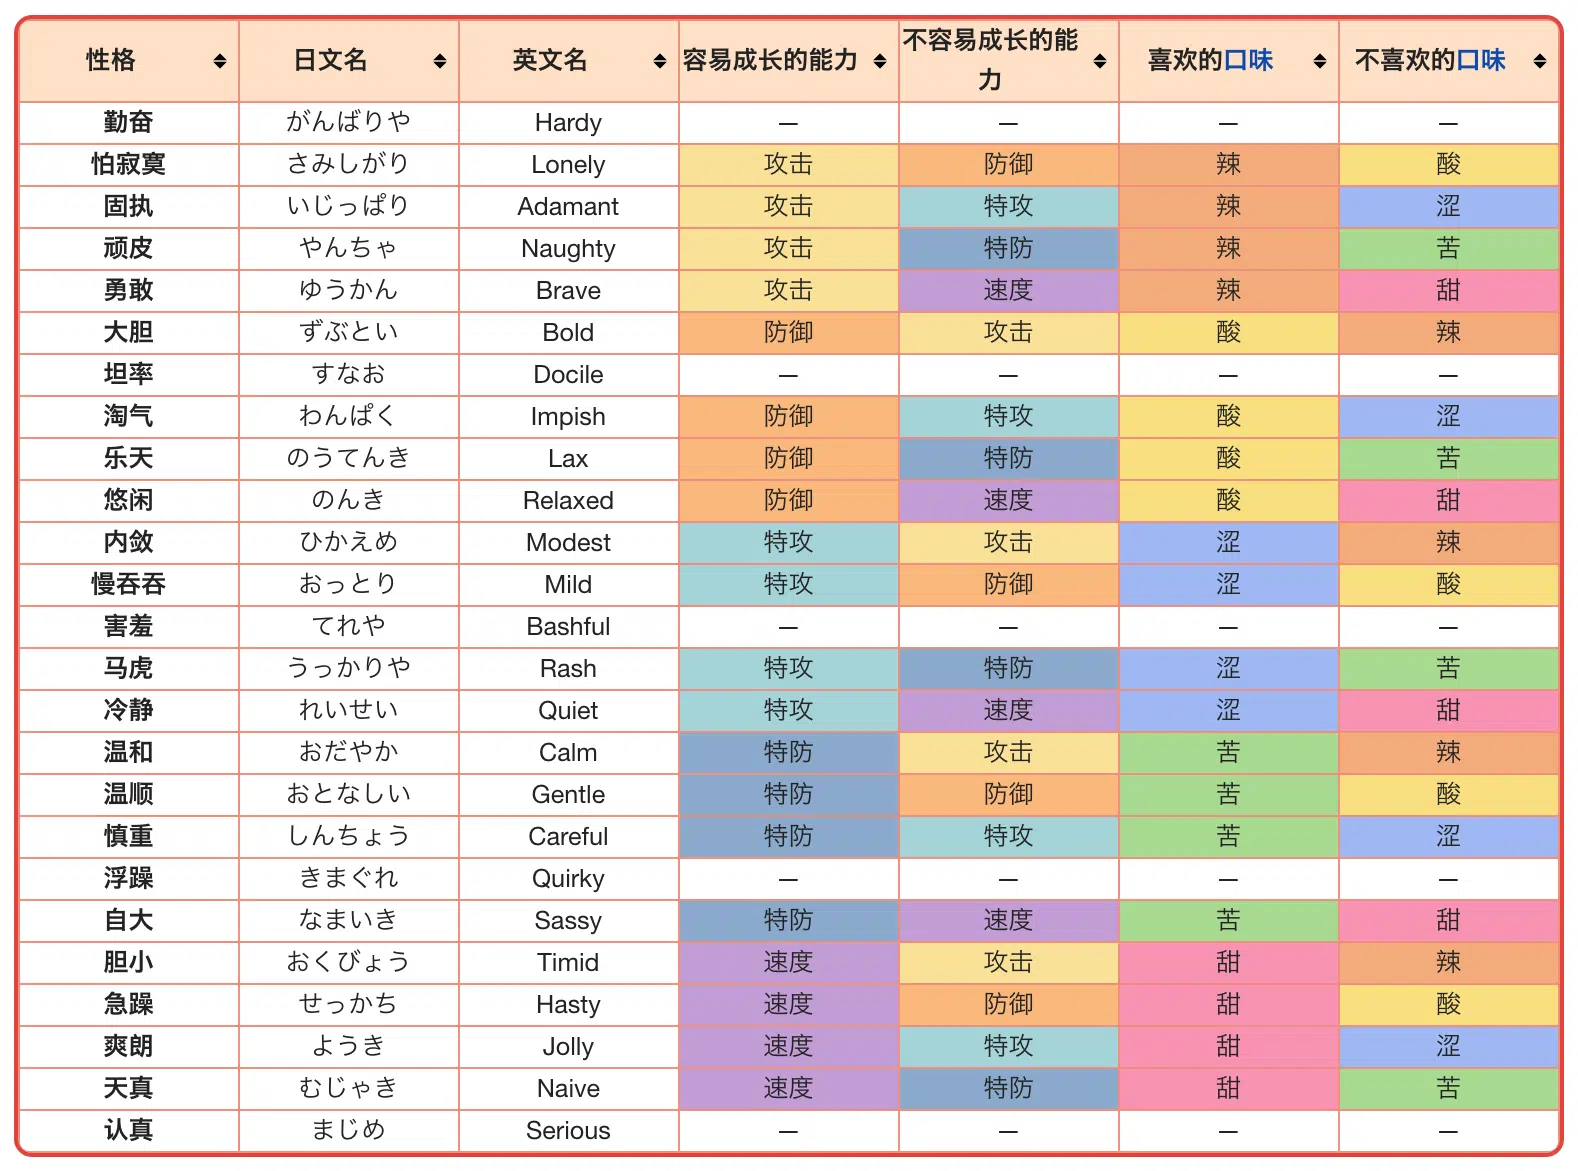 性格 日文名 英文名 容易成长的能力 不容易成长的能力 喜欢的口味 不喜欢的口味
勤奋 がんばりや Hardy — — — —
怕寂寞 さみしがり Lonely 攻击 防御 辣 酸
固执 いじっぱり Adamant 攻击 特攻 辣 涩
顽皮 やんちゃ Naughty 攻击 特防 辣 苦
勇敢 ゆうかん Brave 攻击 速度 辣 甜
大胆 ずぶとい Bold 防御 攻击 酸 辣
坦率 すなお Docile — — — —
淘气 わんぱく Impish 防御 特攻 酸 涩
乐天 のうてんき Lax 防御 特防 酸 苦
悠闲 のんき Relaxed 防御 速度 酸 甜
内敛 ひかえめ Modest 特攻 攻击 涩 辣
慢吞吞 おっとり Mild 特攻 防御 涩 酸
害羞 てれや Bashful — — — —
马虎 うっかりや Rash 特攻 特防 涩 苦
冷静 れいせい Quiet 特攻 速度 涩 甜
温和 おだやか Calm 特防 攻击 苦 辣
温顺 おとなしい Gentle 特防 防御 苦 酸
慎重 しんちょう Careful 特防 特攻 苦 涩
浮躁 きまぐれ Quirky — — — —
自大 なまいき Sassy 特防 速度 苦 甜
胆小 おくびょう Timid 速度 攻击 甜 辣
急躁 せっかち Hasty 速度 防御 甜 酸
爽朗 ようき Jolly 速度 特攻 甜 涩
天真 むじゃき Naive 速度 特防 甜 苦
认真 まじめ Serious — — — —